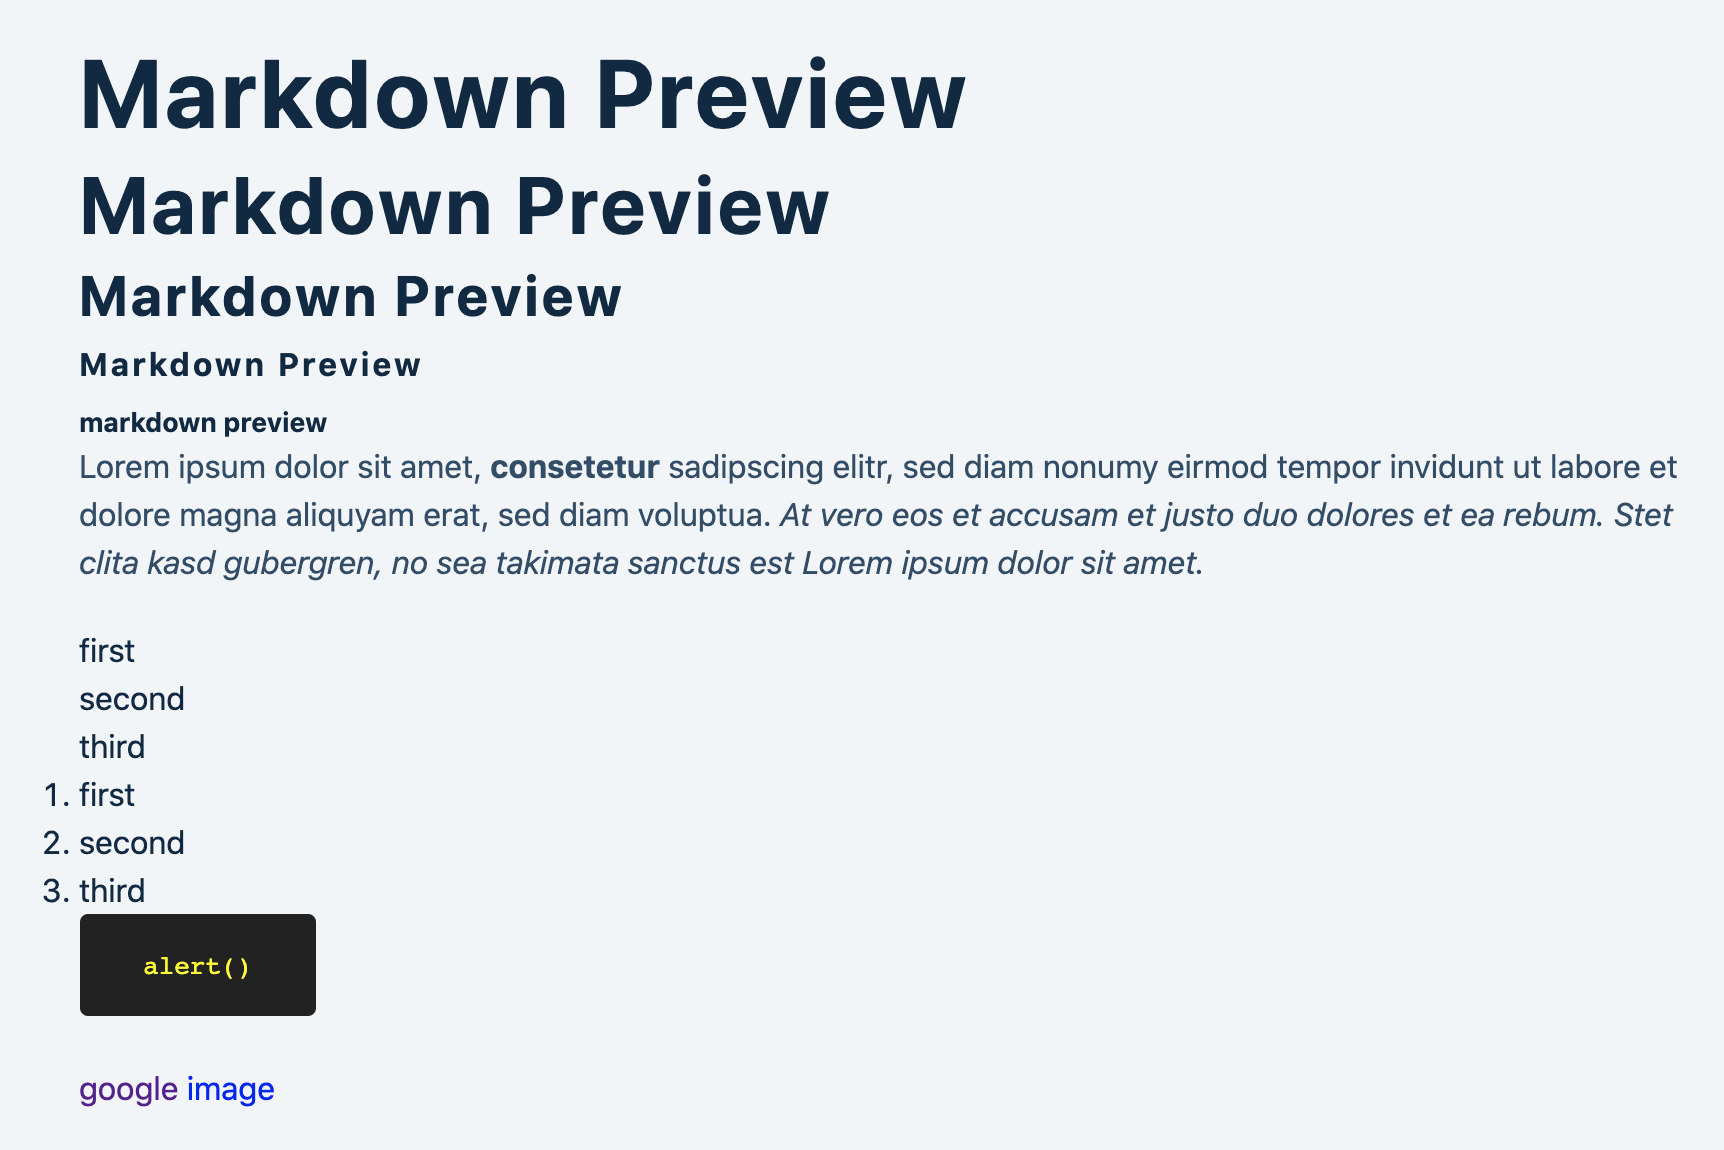 Markdown Preview
Markdown Preview
Markdown Preview
Markdown Preview
markdown preview
Lorem ipsum dolor sit amet, consetetur sadipscing elitr, sed diam nonumy eirmod tempor invidunt ut labore et
dolore magna aliquyam erat, sed diam voluptua. At vero eos et accusam et justo duo dolores et ea rebum. Stet
clita kasd gubergren, no sea takimata sanctus est Lorem ipsum dolor sit amet.
first
second
third
1. first
2. second
3. third
alert()
google image